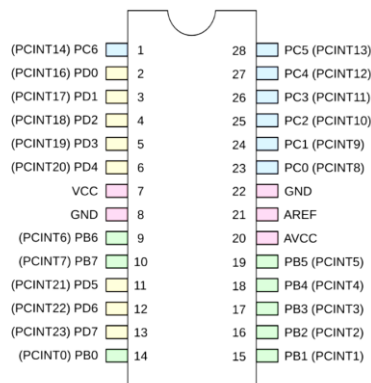 (PCINT14) PC6 1 28 PC5 (PCINT13)
(PCINT16) PD0 2 27 PC4 (PCINT12)
(PCINT17) PD1 3 26 PC3 (PCINT11)
(PCINT18) PD2 4 25 PC2 (PCINT10)
(PCINT19) PD3 5 24 PC1 (PCINT9)
(PCINT20) PD4 6 23 PC0 (PCINT8)
VCC 7 22 GND
GND 8 21 AREF
(PCINT6) PB6 9 20 AVCC
(PCINT7) PB7 10 19 PB5 (PCINT5)
(PCINT21) PD5 11 18 PB4 (PCINT4)
(PCINT22) PD6 12 17 PB3 (PCINT3)
(PCINT23) PD7 13 16 PB2 (PCINT2)
(PCINT0) PB0 14 15 PB1 (PCINT1)